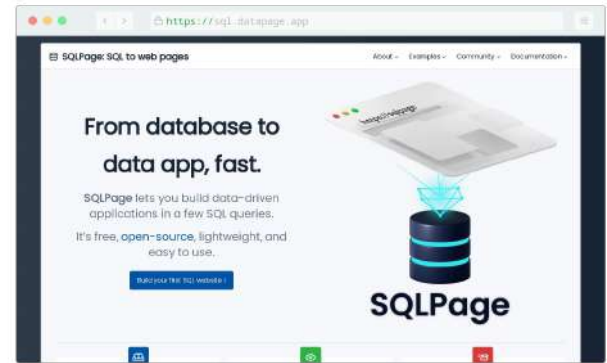 https://sql.datapage.app
SQLPage: SQL to web pages
About
Examples
Community
Documentation
https://sqlpage
From database to
data app, fast.
SQLPage lets you build data-driven
applications in a few SQL queries.
It's free, open-source, lightweight, and
easy to use.
Build your first SQL website !
SQLPage